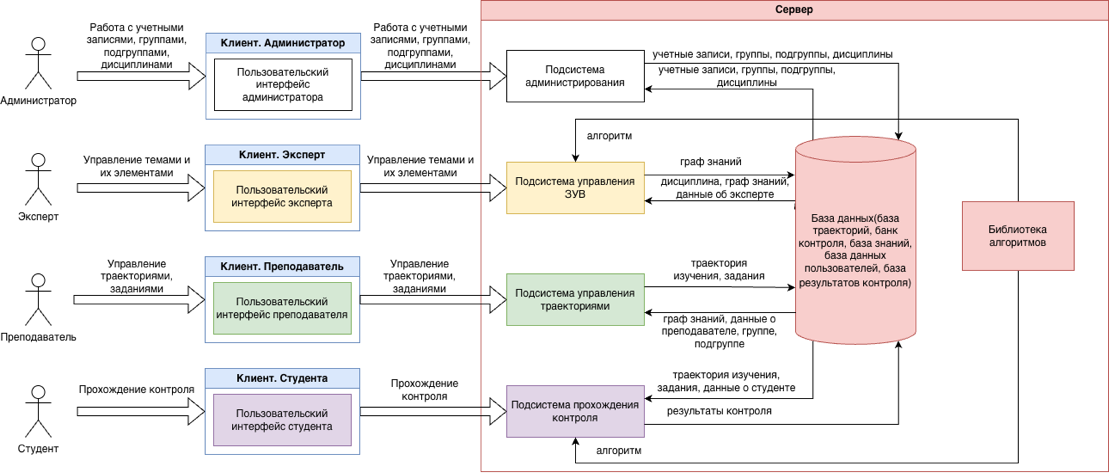 Сервер
Работа с учетными
записями, группами,
подгруппами,
дисциплинами
Администратор
Клиент. Администратор
Пользовательский
интерфейс
администратора
Работа с учетными
записями, группами,
подгруппами,
дисциплинами
Подсистема
администрирования
учетные записи, группы, подгруппы, дисциплины
учетные записи, группы, подгруппы,
дисциплины
алгоритм
Управление темами и
их элементами
Эксперт
Клиент. Эксперт
Пользовательский
интерфейс эксперта
Управление темами и
их элементами
Подсистема управления
ЗУВ
граф знаний
дисциплина, граф знаний,
данные об эксперте
База данных(база
траекторий, банк
контроля, база знаний,
база данных
пользователей, база
результатов контроля)
Библиотека
алгоритмов
Управление
траекториями,
заданиями
Преподаватель
Клиент. Преподаватель
Пользовательский
интерфейс преподавателя
Управление
траекториями,
заданиями
Подсистема управления
траекториями
траектория
изучения, задания
граф знаний, данные о
преподавателе, группе,
подгруппе
Прохождение контроля
Студент
Клиент. Студента
Пользовательский
интерфейс студента
Прохождение
контроля
Подсистема прохождения
контроля
траектория изучения,
задания, данные о студенте
результаты контроля
алгоритм